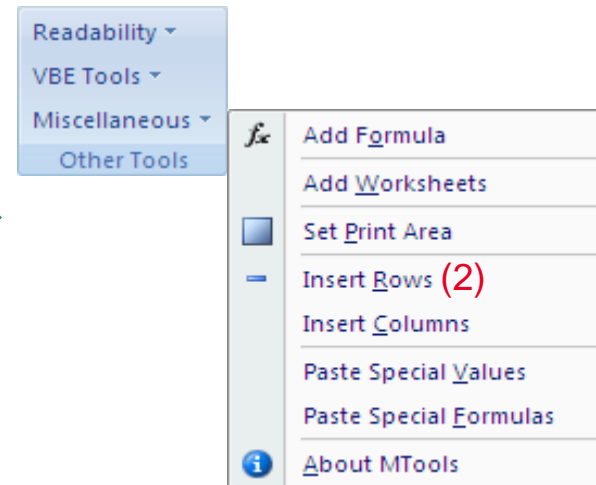 Readability
VBE Tools
Miscellaneous
Other Tools
fx Add Formula
Add Worksheets
Set Print Area
Insert Rows (2)
Insert Columns
Paste Special Values
Paste Special Formulas
About MTools